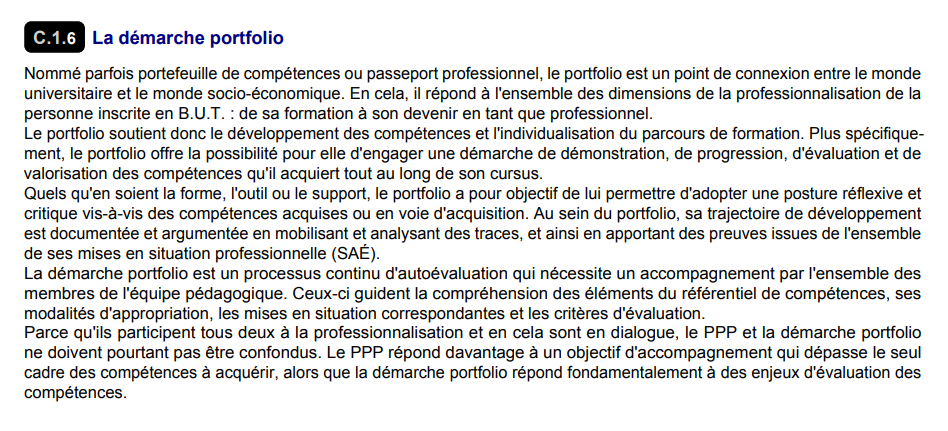 C.1.6 La démarche portfolio
Nommé parfois portefeuille de compétences ou passeport professionnel, le portfolio est un point de connexion entre le monde
universitaire et le monde socio-économique. En cela, il répond à l'ensemble des dimensions de la professionnalisation de la
personne inscrite en B.U.T. : de sa formation à son devenir en tant que professionnel.
Le portfolio soutient donc le développement des compétences et l'individualisation du parcours de formation. Plus spécifique-
ment, le portfolio offre la possibilité pour elle d'engager une démarche de démonstration, de progression, d'évaluation et de
valorisation des compétences qu'il acquiert tout au long de son cursus.
Quels qu'en soient la forme, l'outil ou le support, le portfolio a pour objectif de lui permettre d'adopter une posture réflexive et
critique vis-à-vis des compétences acquises ou en voie d'acquisition. Au sein du portfolio, sa trajectoire de développement
est documentée et argumentée en mobilisant et analysant des traces, et ainsi en apportant des preuves issues de l'ensemble
de ses mises en situation professionnelle (SAÉ).
La démarche portfolio est un processus continu d'autoévaluation qui nécessite un accompagnement par l'ensemble des
membres de l'équipe pédagogique. Ceux-ci guident la compréhension des éléments du référentiel de compétences, ses
modalités d'appropriation, les mises en situation correspondantes et les critères d'évaluation.
Parce qu'ils participent tous deux à la professionnalisation et en cela sont en dialogue, le PPP et la démarche portfolio
ne doivent pourtant pas être confondus. Le PPP répond davantage à un objectif d'accompagnement qui dépasse le seul
cadre des compétences à acquérir, alors que la démarche portfolio répond fondamentalement à des enjeux d'évaluation des
compétences.